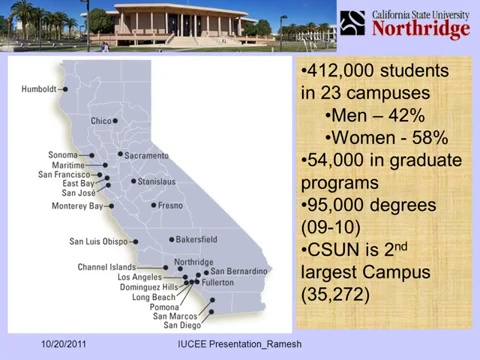 California State University
Northridge
Humboldt
Chico
Sonoma
Sacramento
Maritime
San Francisco
East Bay
San José
Stanislaus
Monterey Bay
Fresno
San Luis Obispo
Bakersfield
Channel Islands
Northridge
Los Angeles
San Bernardino
Dominguez Hills
Fullerton
Long Beach
Pomona
San Marcos
San Diego
•412,000 students
in 23 campuses
•Men – 42%
•Women - 58%
•54,000 in graduate
programs
•95,000 degrees
(09-10)
•CSUN is 2nd
largest Campus
(35,272)
10/20/2011
IUCEE Presentation_Ramesh